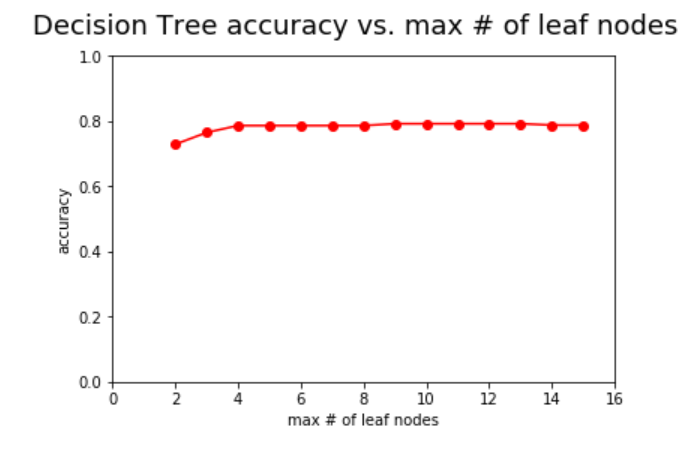 Decision Tree accuracy vs. max # of leaf nodes
1.0
0.8
0.6
0.4
0.2
0.0
accuracy
0 2 4 6 8 10 12 14 16
max # of leaf nodes